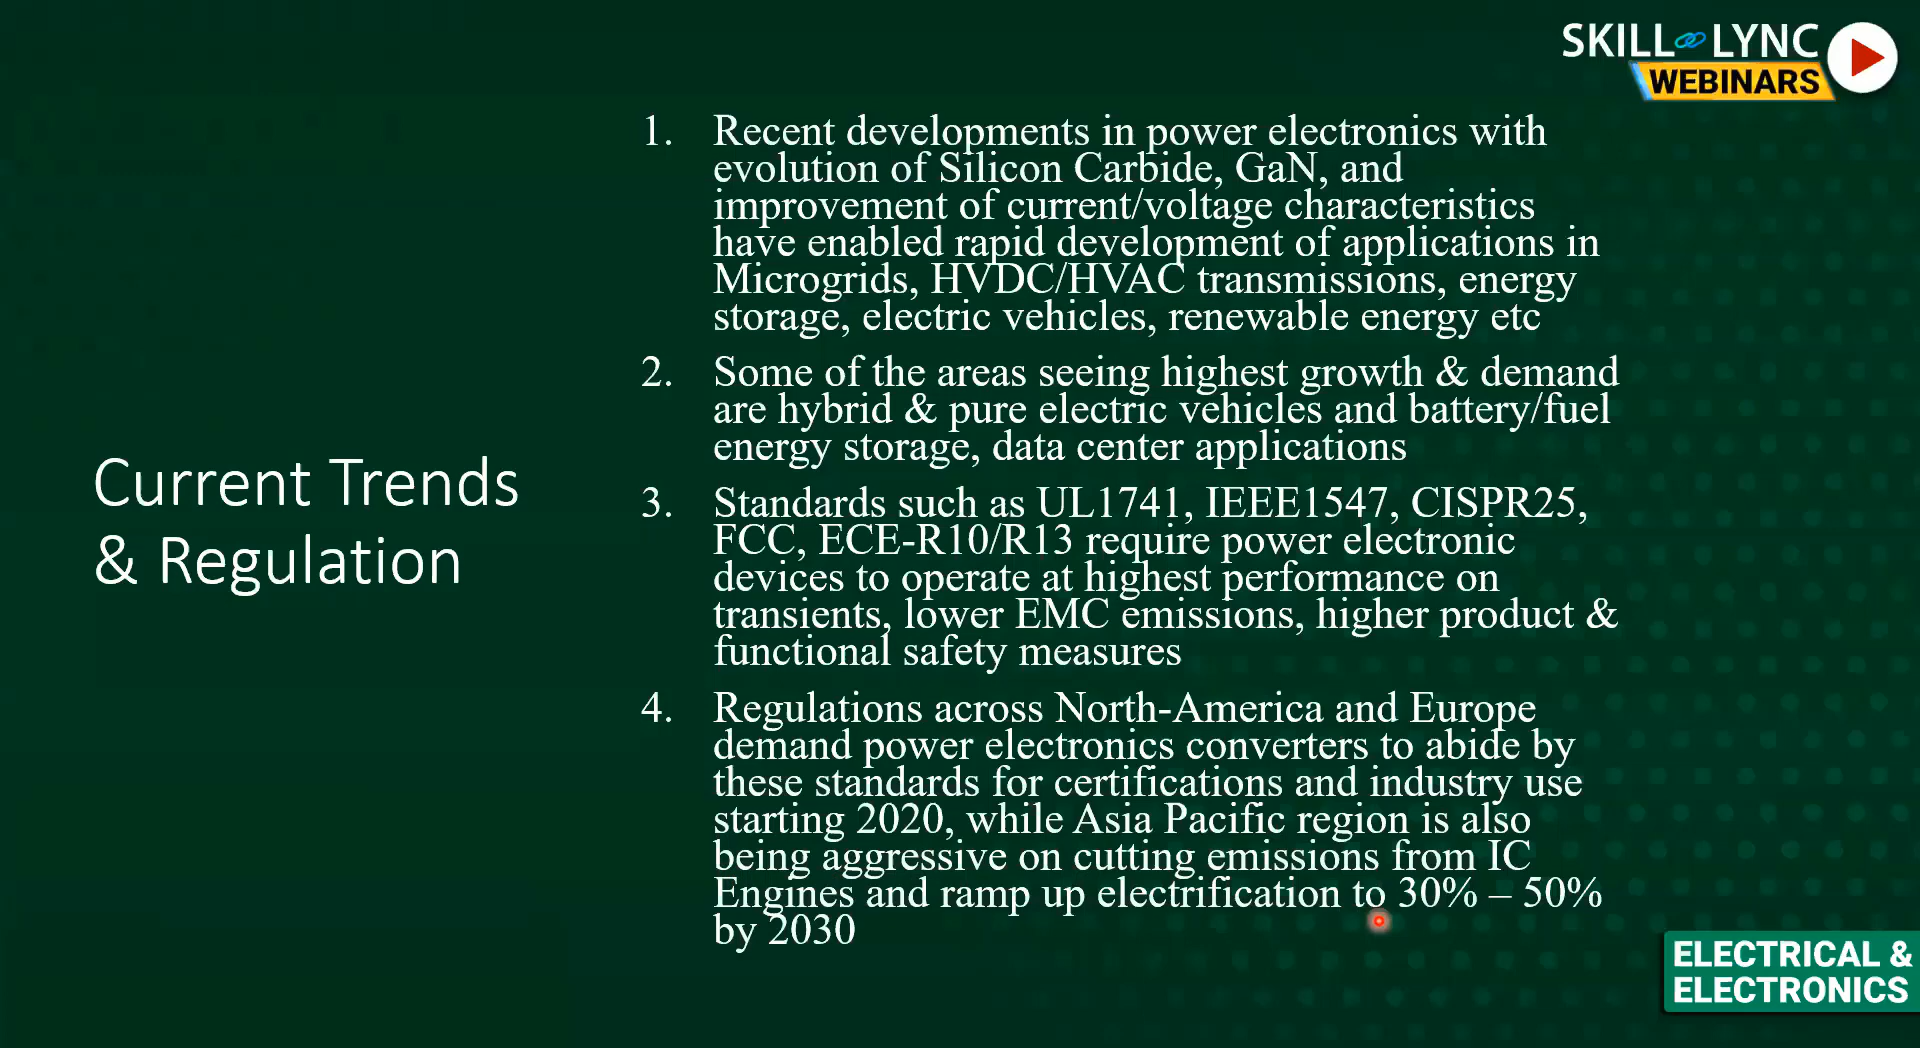 SKILL LYNC
WEBINARS
Current Trends
& Regulation
1. Recent developments in power electronics with
evolution of Silicon Carbide, GaN, and
improvement of current/voltage characteristics
have enabled rapid development of applications in
Microgrids, HVDC/HVAC transmissions, energy
storage, electric vehicles, renewable energy etc
2. Some of the areas seeing highest growth & demand
are hybrid & pure electric vehicles and battery/fuel
energy storage, data center applications
3. Standards such as UL1741, IEEE1547, CISPR25,
FCC, ECE-R10/R13 require power electronic
devices to operate at highest performance on
transients, lower EMC emissions, higher product &
functional safety measures
4. Regulations across North-America and Europe
demand power electronics converters to abide by
these standards for certifications and industry use
starting 2020, while Asia Pacific region is also
being aggressive on cutting emissions from IC
Engines and ramp up electrification to 30% – 50%
by 2030
ELECTRICAL &
ELECTRONICS